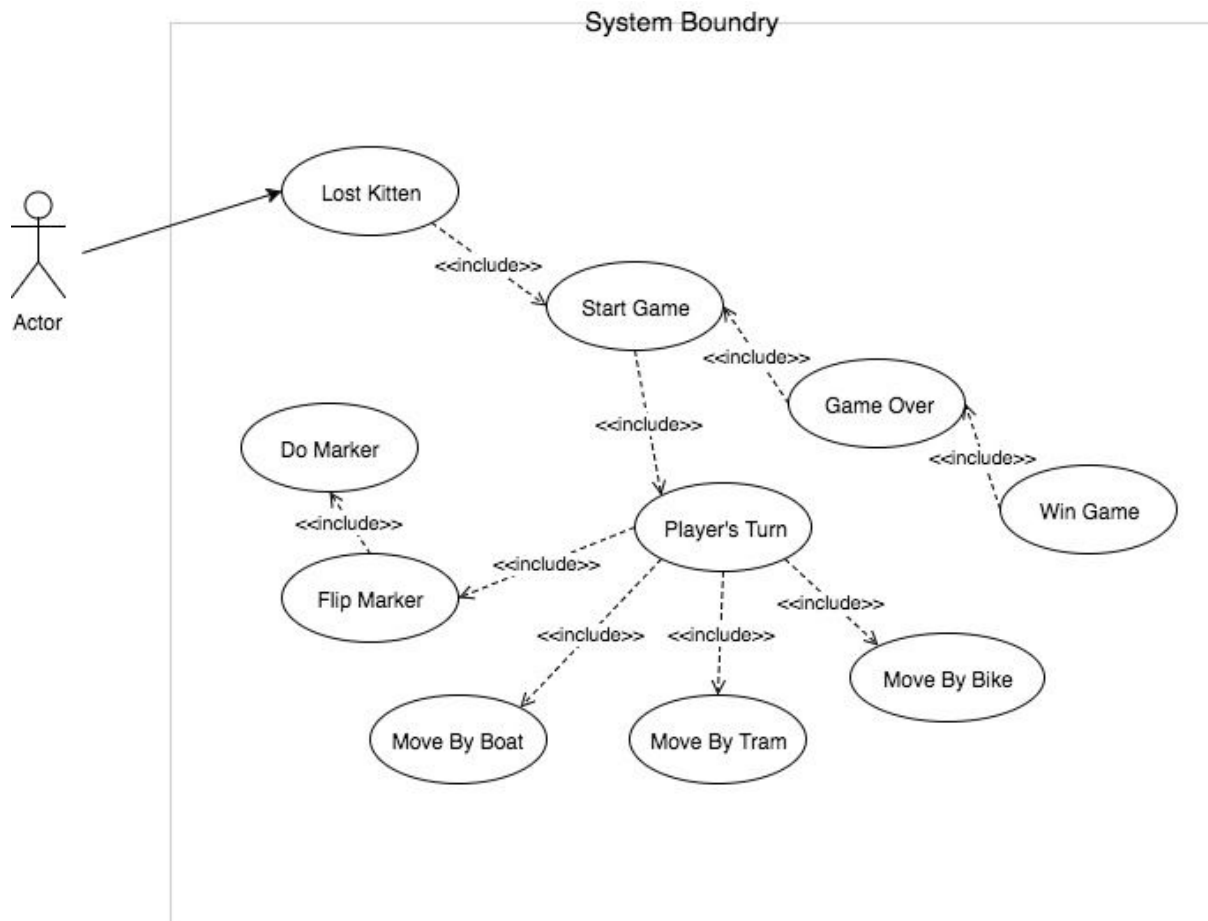 System Boundry
Lost Kitten
Actor
<<include>>
Start Game
<<include>>
Game Over
<<include>>
Do Marker
<<include>>
Win Game
<<include>>
Player's Turn
<<include>>
Flip Marker
<<include>>
<<include>>
<<include>>
<<include>>
Move By Bike
Move By Boat
Move By Tram